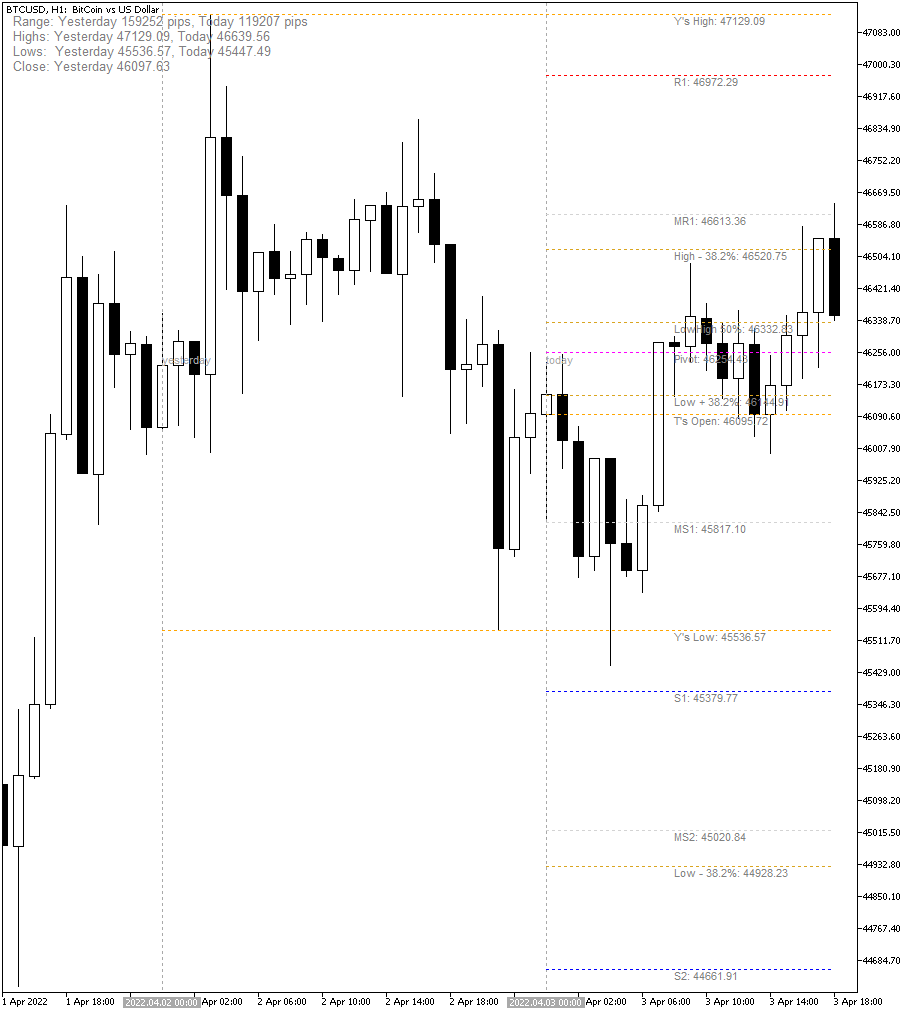 BTCUSD, H1: BitCoin vs US Dollar
Range: Yesterday 159252 pips, Today 119207 pips
Highs: Yesterday 47129.09, Today 46639.56
Lows: Yesterday 45536.57, Today 45447.49
Close: Yesterday 46097.63
Y's High: 47129.09
R1: 46972.29
MR1: 46613.36
High - 38.2%: 46520.75
LowHigh 50%: 46332.83
yesterday
today
Pivot: 46254.43
Low + 38.2%: 46144.91
T's Open: 46095.72
MS1: 45817.10
Y's Low: 45536.57
S1: 45379.77
MS2: 45020.84
Low - 38.2%: 44928.23
S2: 44661.91
47083.00
47000.30
46917.60
46834.90
46752.20
46669.50
46586.80
46504.10
46421.40
46338.70
46256.00
46173.30
46090.60
46007.90
45925.20
45842.50
45759.80
45677.10
45594.40
45511.70
45429.00
45346.30
45263.60
45180.90
45098.20
45015.50
44932.80
44850.10
44767.40
44684.70
1 Apr 2022
1 Apr 18:00
2022.04.02 00:00
Apr 02:00
2 Apr 06:00
2 Apr 10:00
2 Apr 14:00
2 Apr 18:00
2022.04.03 00:00
Apr 02:00
3 Apr 06:00
3 Apr 10:00
3 Apr 14:00
3 Apr 18:00